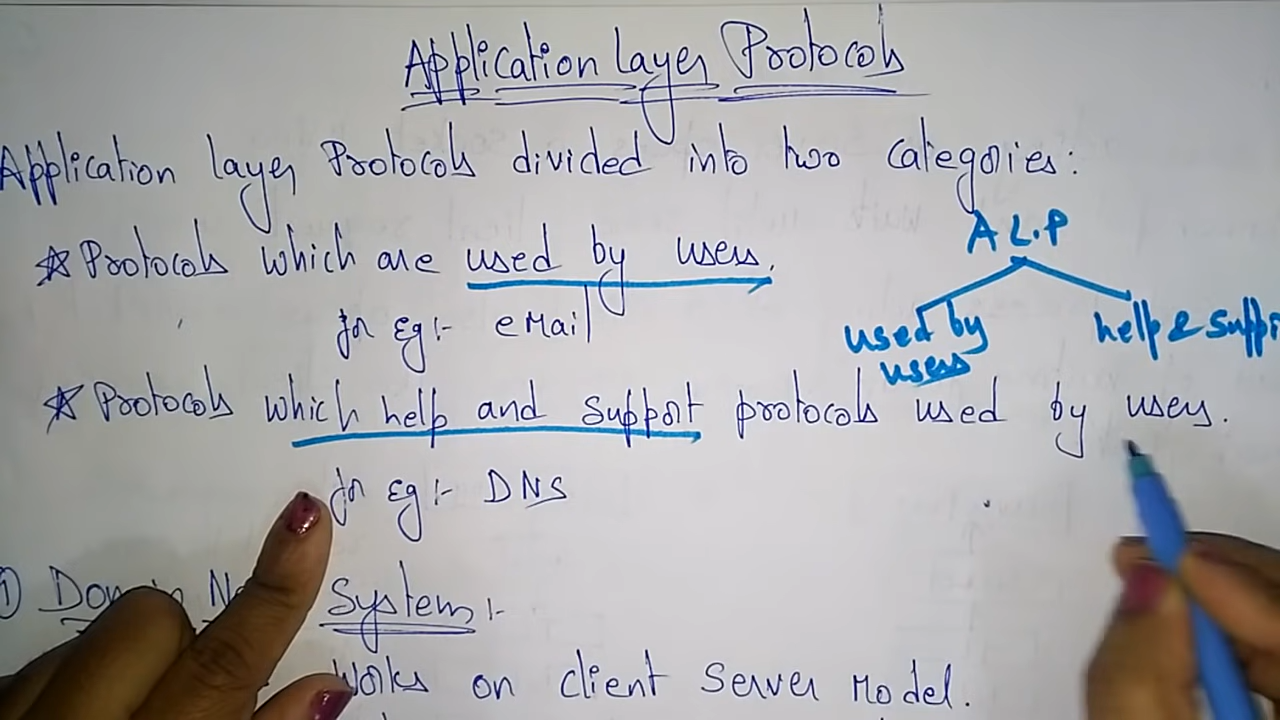 Application Layer Protocols
Application layer Protocols divided into two categories:
A L.P
☆ Protocols which are used by users.
used by
users
help &
for eg:- eMail
☆ Protocols which help and support protocols used by users.
for eg:- DNS
1) System:-
Works on client Server Model.